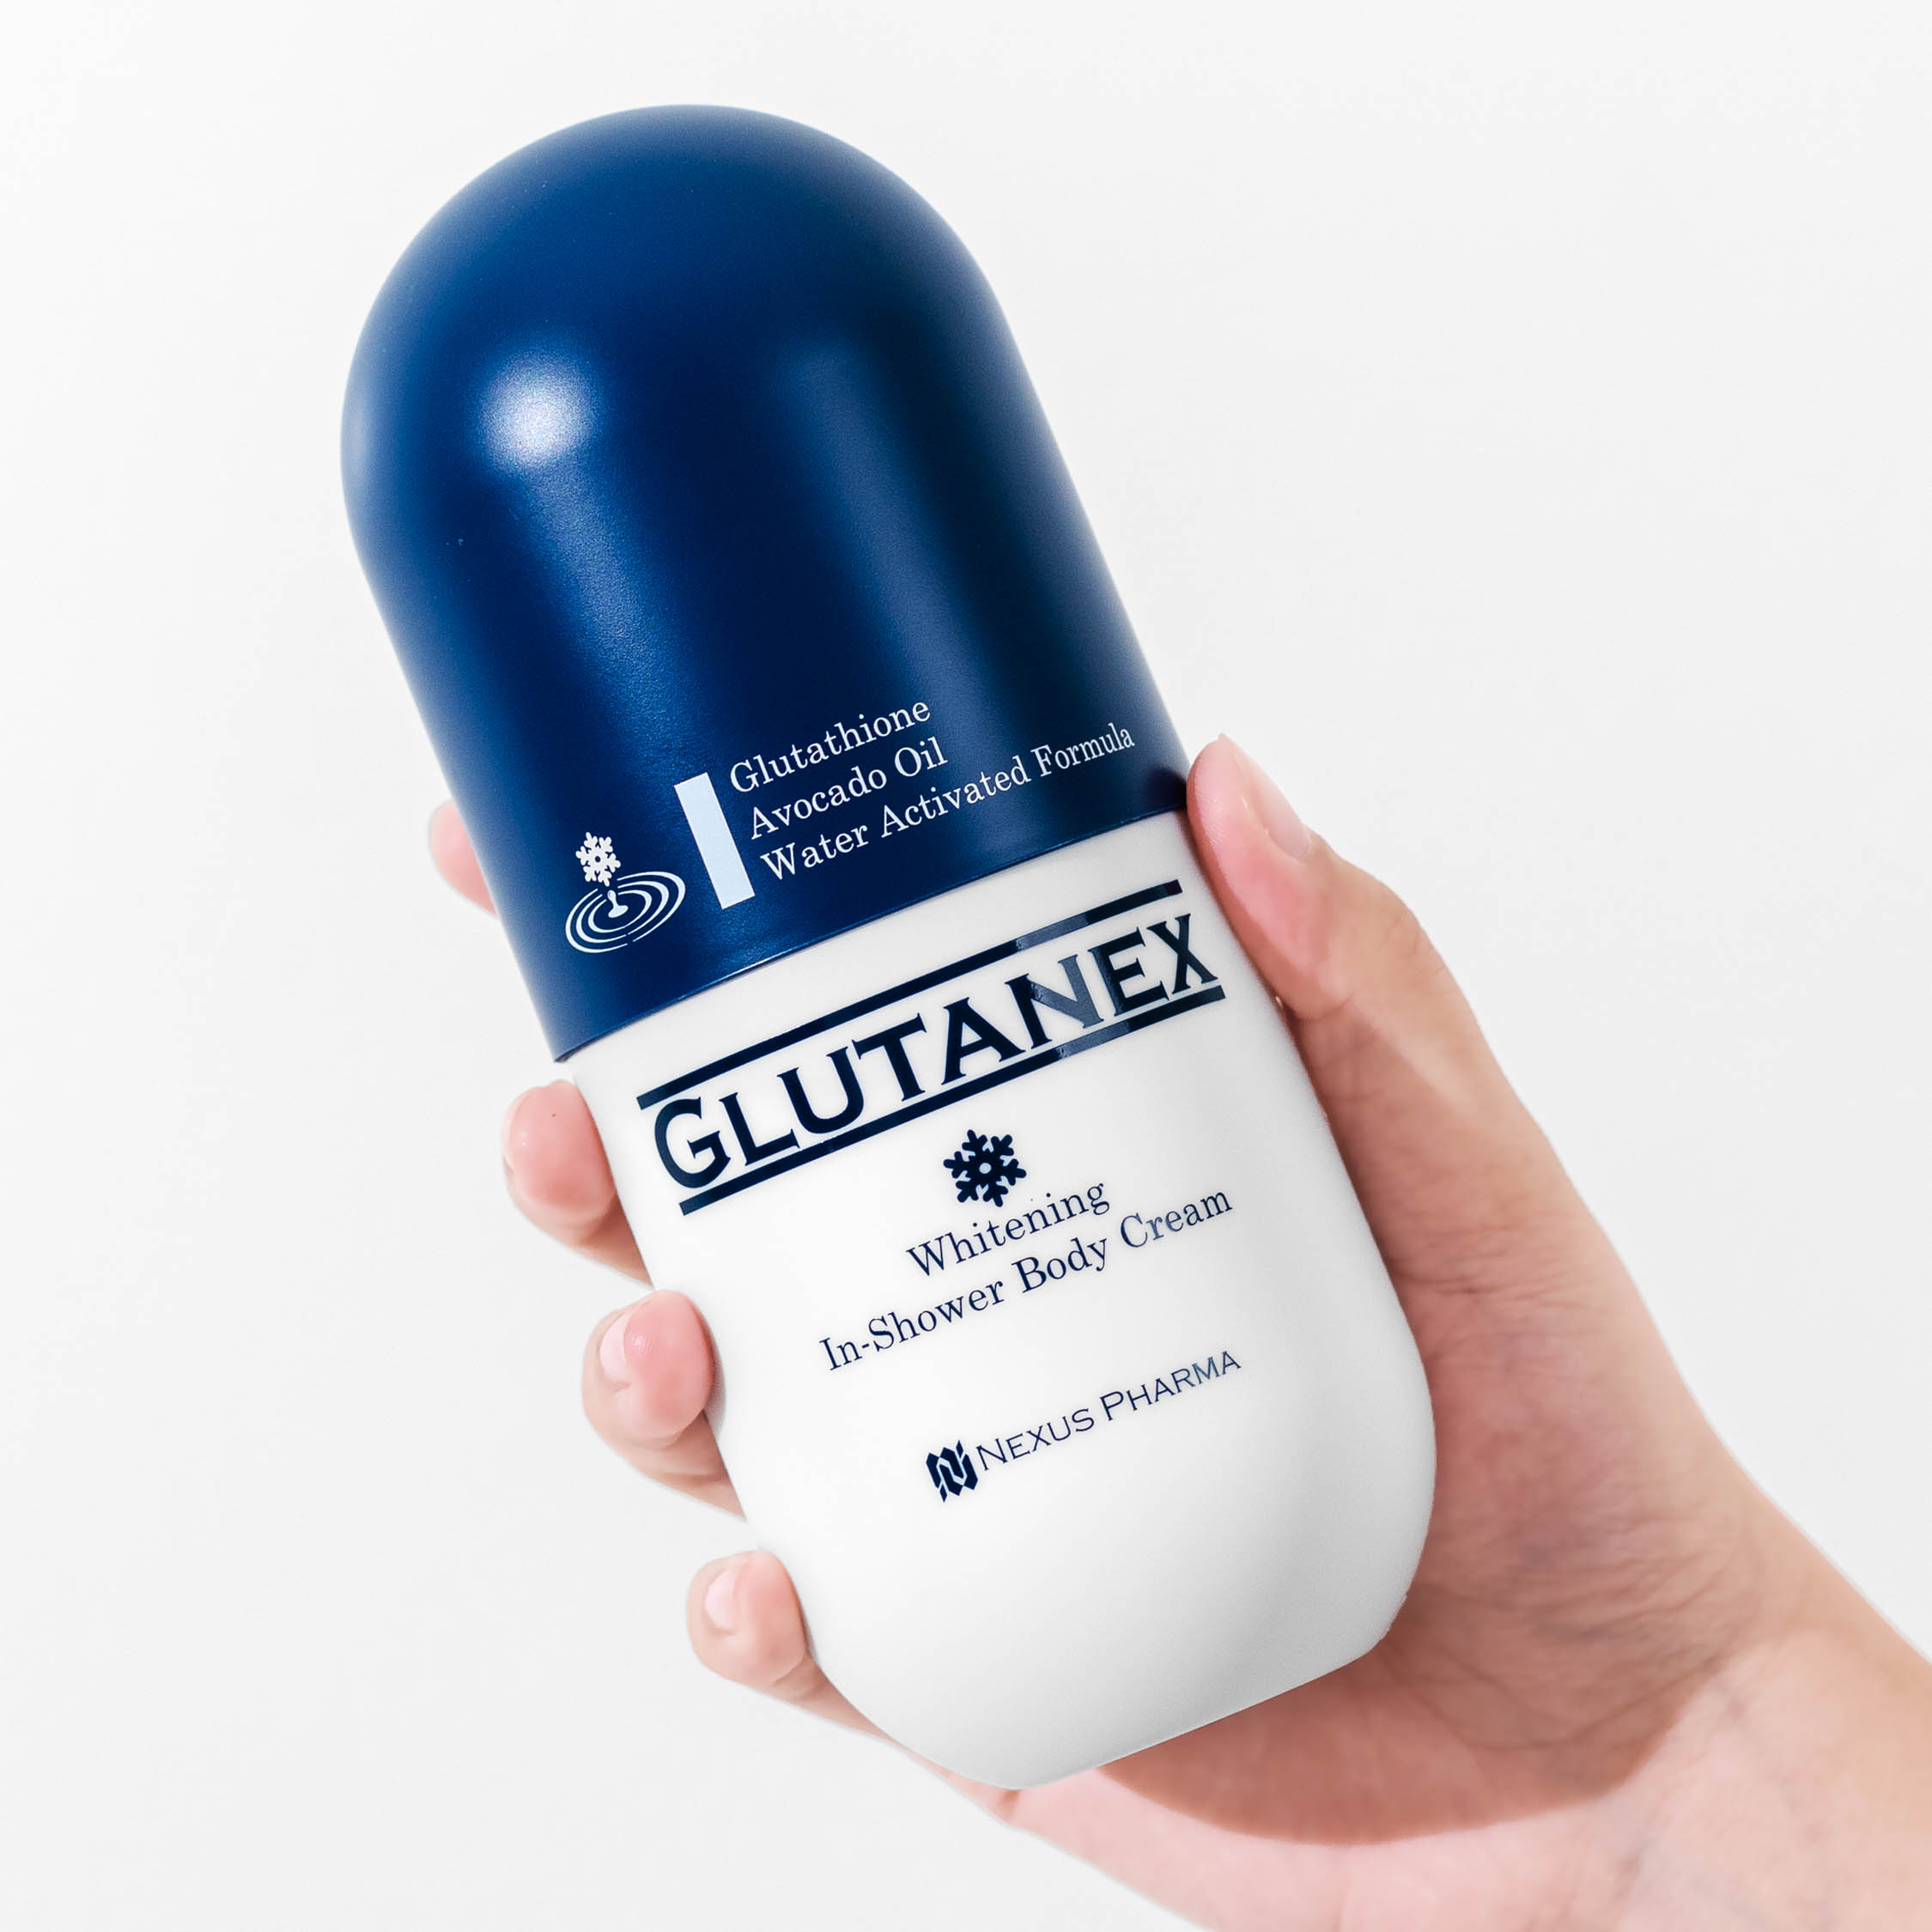 Glutathione
Avocado Oil
Water Activated Formula
GLUTANEX
Whitening
In-Shower Body Cream
NEXUS PHARMA